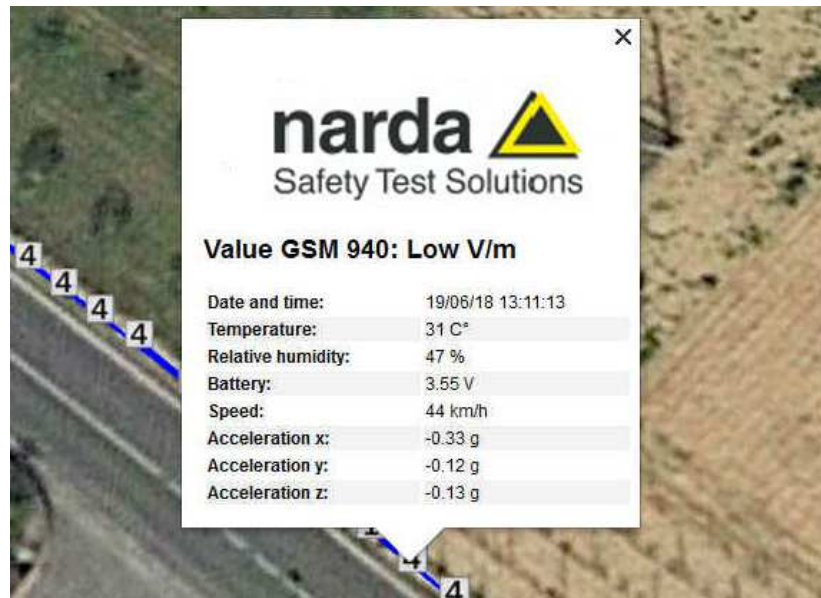 ×
narda
Safety Test Solutions
Value GSM 940: Low V/m
Date and time: 19/06/18 13:11:13
Temperature: 31 C°
Relative humidity: 47 %
Battery: 3.55 V
Speed: 44 km/h
Acceleration x: -0.33 g
Acceleration y: -0.12 g
Acceleration z: -0.13 g
4
4
4
4
4
4